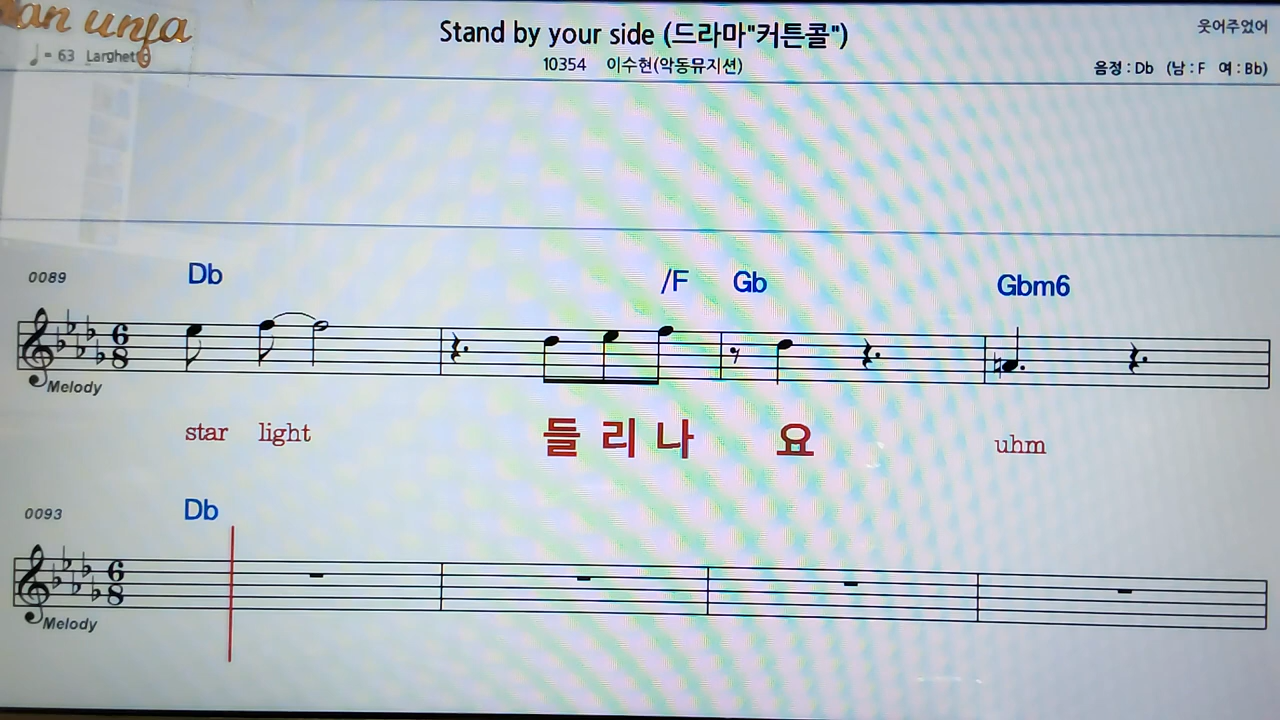 an unja
♩= 63 Larghetto
Stand by your side (드라마"커튼콜")
10354 이수현(악동뮤지션)
웃어주었어
음정 : Db (남 : F 여 : Bb)
0089
Db /F Gb Gbm6
6 8
Melody
star light 들 리 나 요 uhm
0093
Db
6 8
Melody